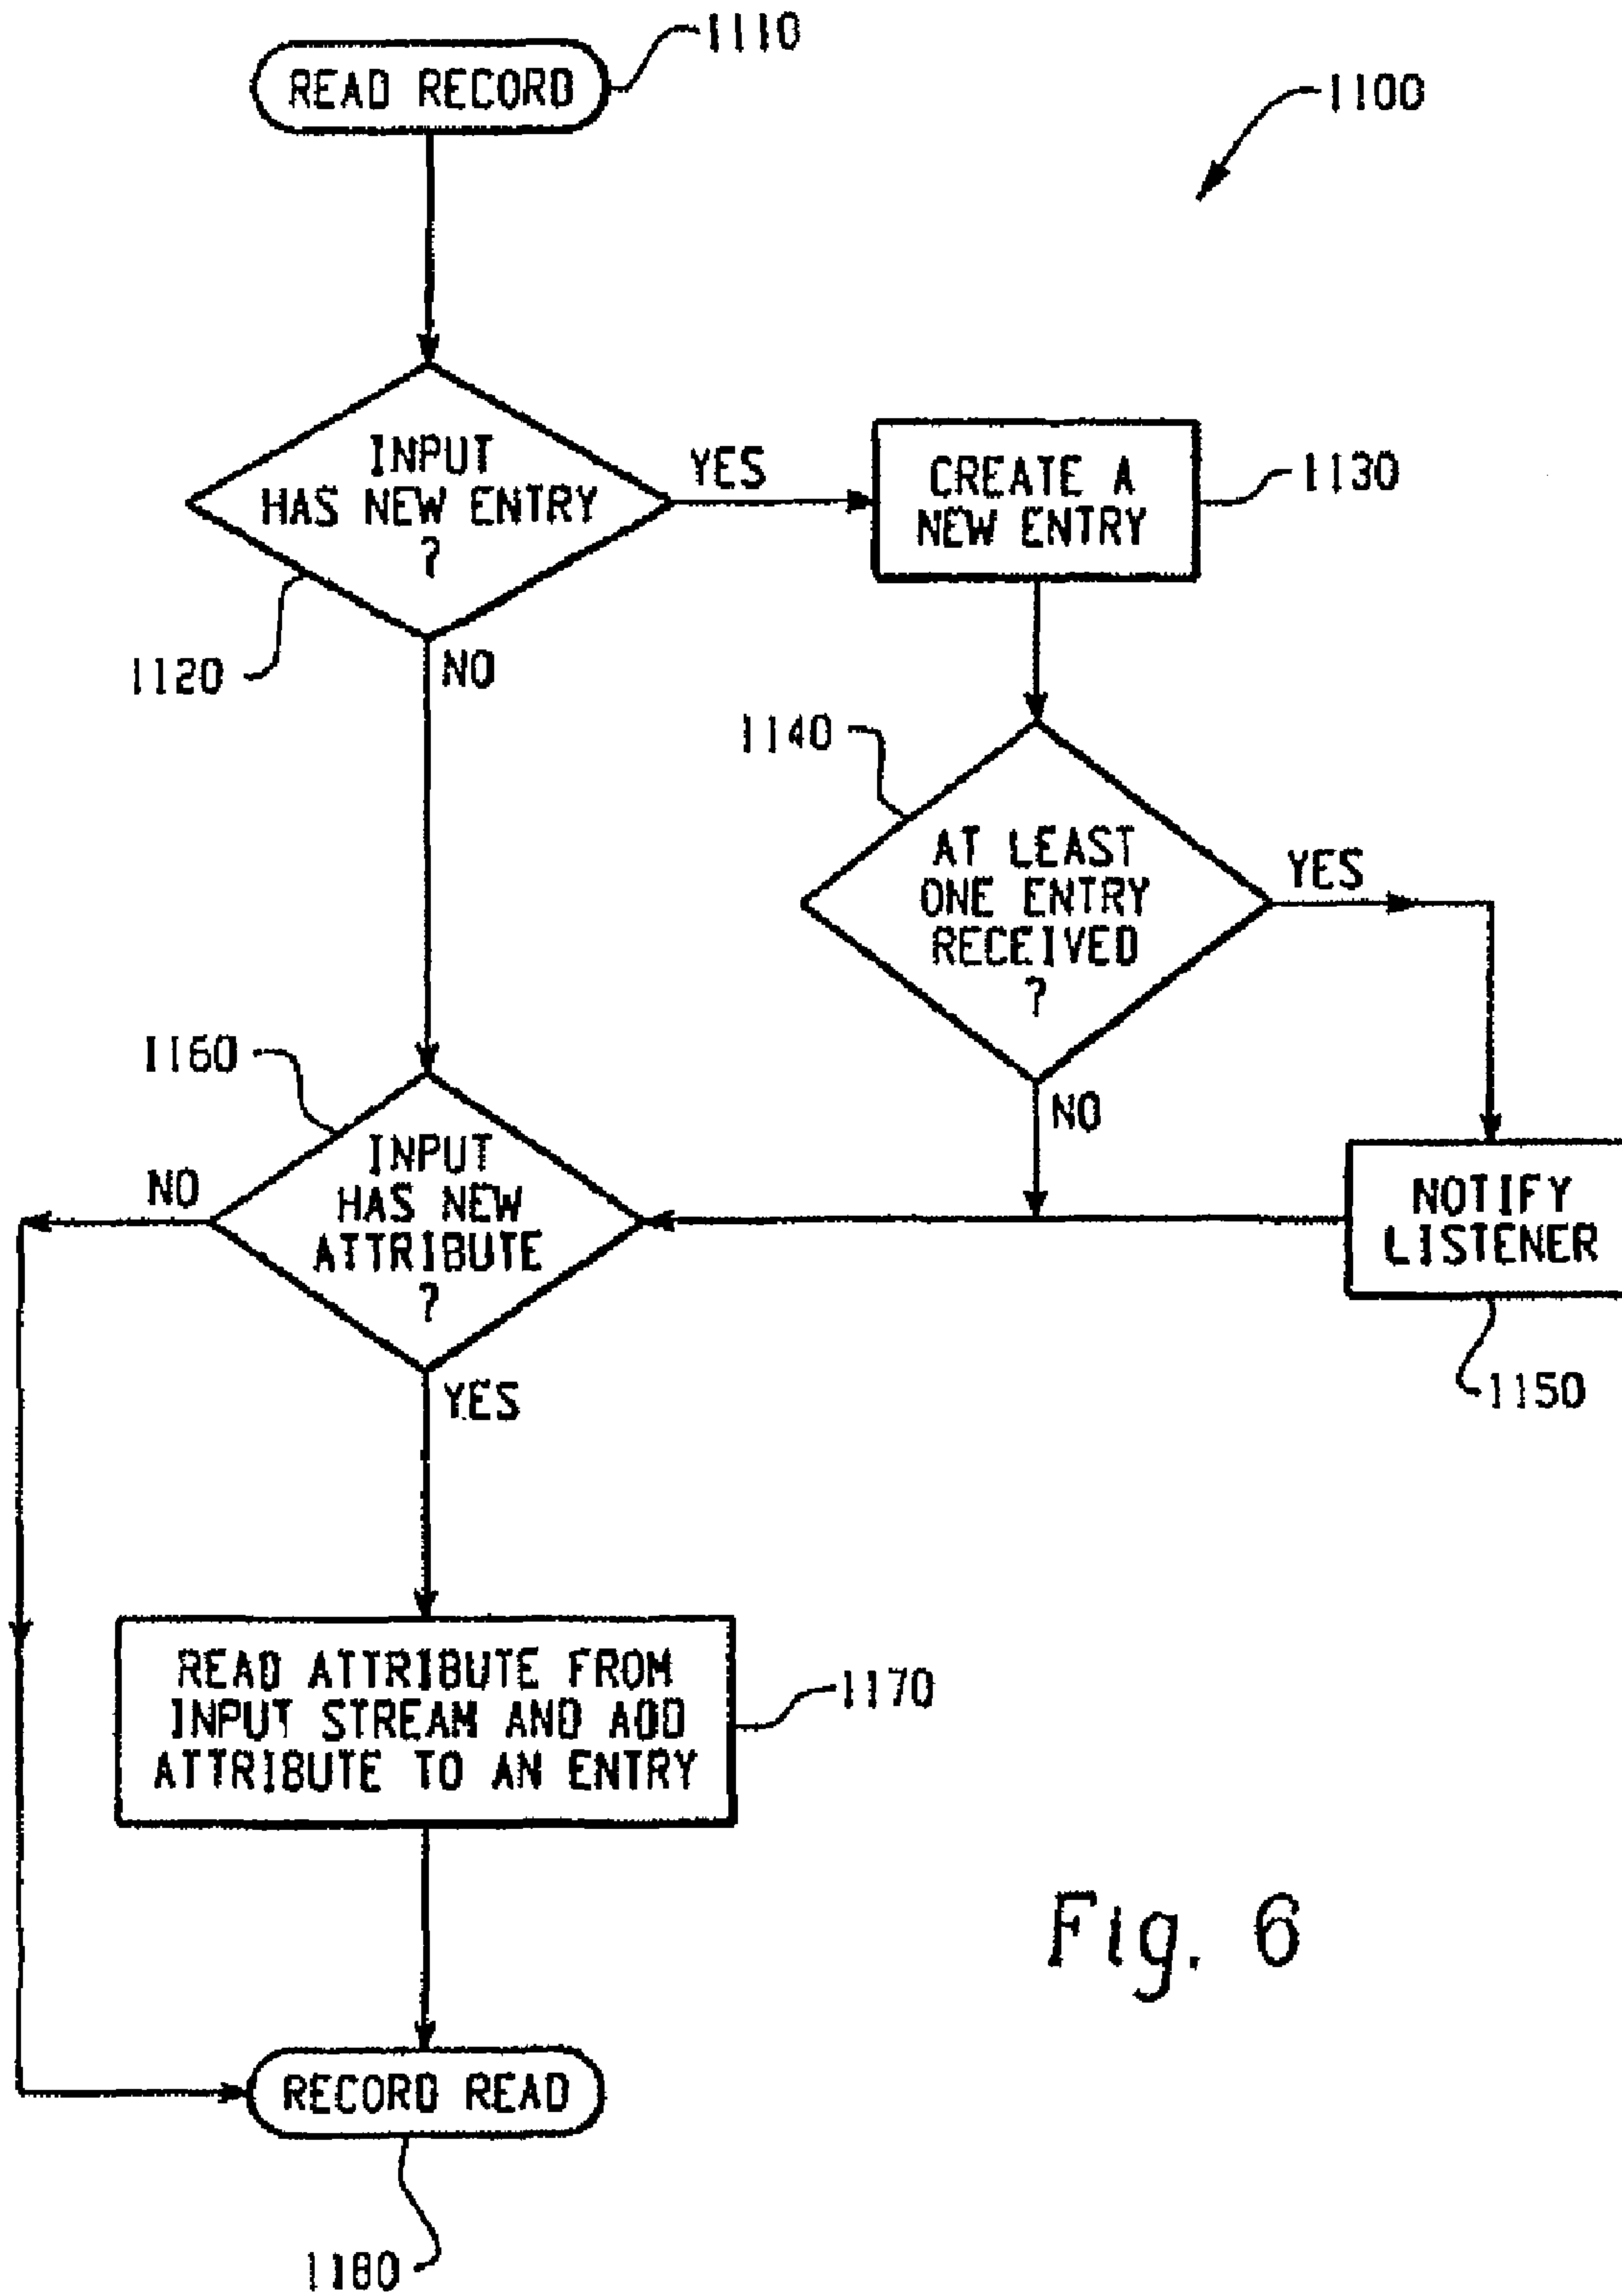 1110
READ RECORD
1100
INPUT
HAS NEW ENTRY
?
YES
CREATE A
NEW ENTRY
1130
1120
NO
1140
AT LEAST
ONE ENTRY
RECEIVED
?
YES
1160
NO
INPUT
HAS NEW
ATTRIBUTE
?
NO
NOTIFY
LISTENER
YES
1150
READ ATTRIBUTE FROM
INPUT STREAM AND ADD
ATTRIBUTE TO AN ENTRY
1170
Fig. 6
RECORD READ
1180